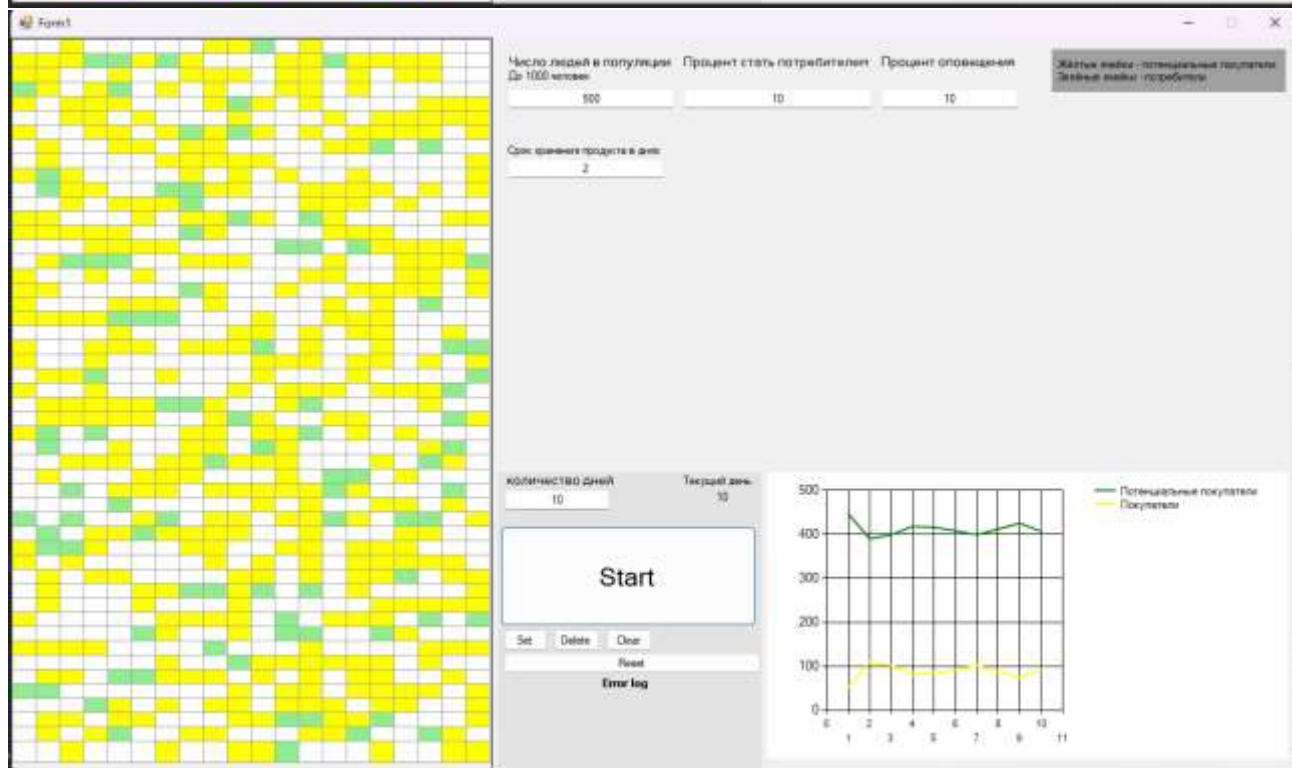 Form1
Число людей в популяции
До 1000 человек
500
Процент стать потребителем
10
Процент оповещения
10
Жёлтые ячейки - потенциальные покупатели
Зелёные ячейки - потребители
Срок хранения продукта в днях
2
количество дней
10
Текущий день
10
Start
Set Delete Clear
Reset
Error log
500
400
300
200
100
0
0 2 4 6 8 10
1 3 5 7 9 11
Потенциальные покупатели
Покупатели